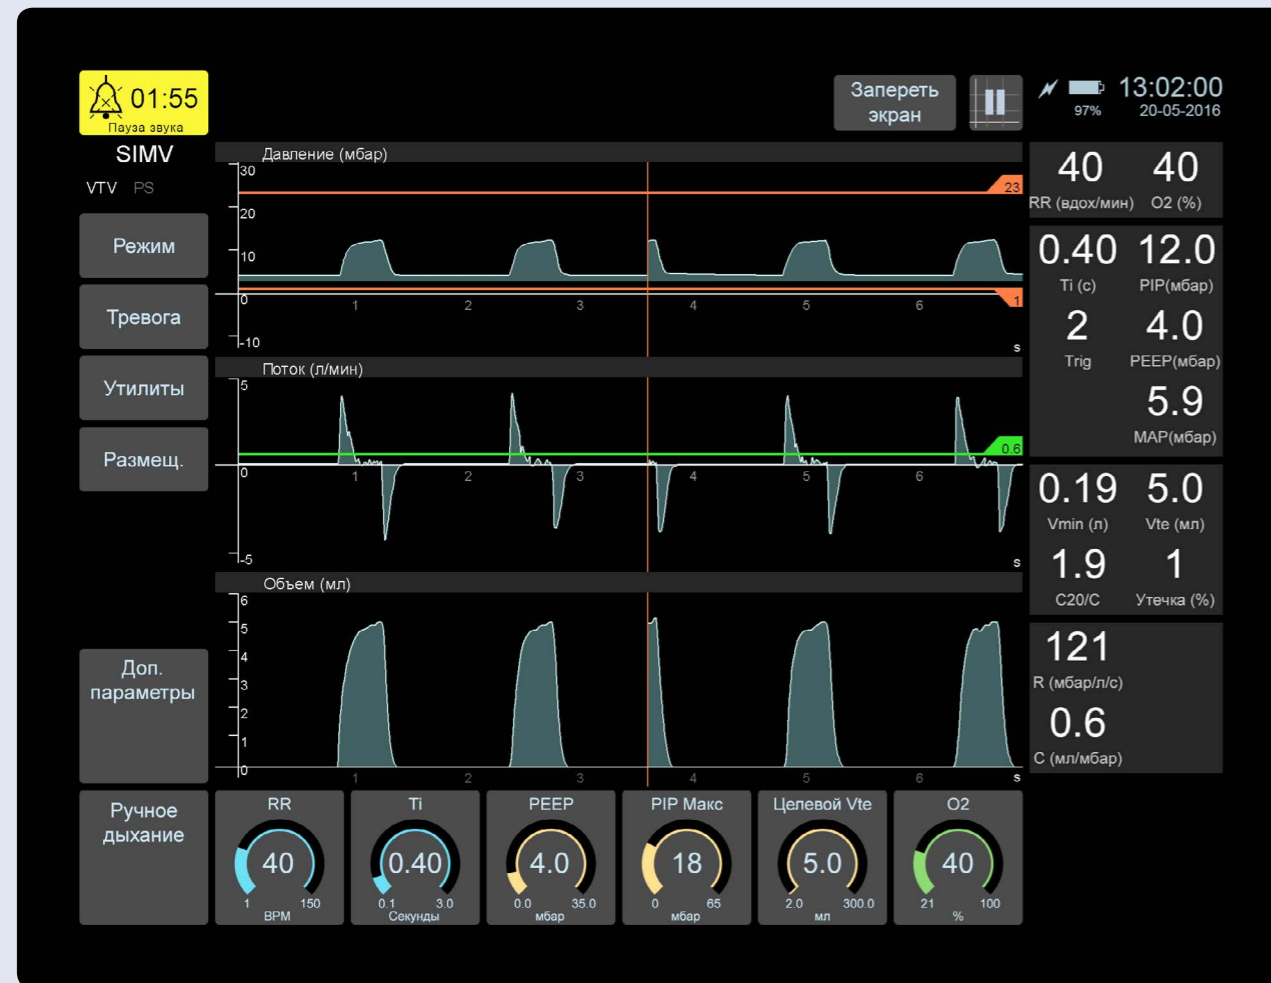 01:55
Пауза звука
Запереть
экран
97%
13:02:00
20-05-2016
SIMV
VTV PS
Режим
Тревога
Утилиты
Размещ.
Доп.
параметры
Ручное
дыхание
Давление (мбар)
30
20
10
0
-10
23
1
1 2 3 4 5 6
s
Поток (л/мин)
5
0
-5
0.6
1 2 3 4 5 6
s
Объем (мл)
6
5
4
3
2
1
0
1 2 3 4 5 6 s
40 40
RR (вдох/мин) O2 (%)
0.40 12.0
Ti (с) PIP(мбар)
2 4.0
Trig PEEP(мбар)
5.9
MAP(мбар)
0.19 5.0
Vmin (л) Vte (мл)
1.9 1
C20/C Утечка (%)
121
R (мбар/л/с)
0.6
C (мл/мбар)
RR
40
1 150
BPM
Ti
0.40
0.1 3.0
Секунды
PEEP
4.0
0.0 35.0
мбар
PIP Макс
18
0 65
мбар
Целевой Vte
5.0
2.0 300.0
мл
O2
40
21 100
%